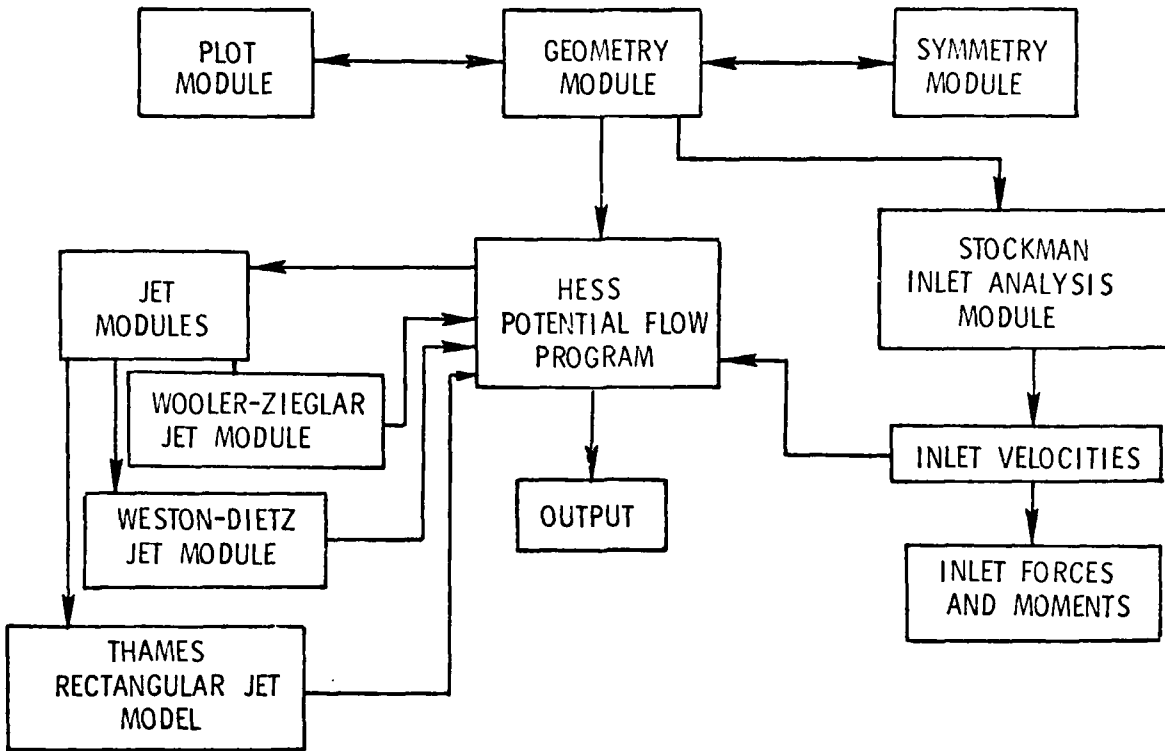 PLOT
MODULE
GEOMETRY
MODULE
SYMMETRY
MODULE
JET
MODULES
HESS
POTENTIAL FLOW
PROGRAM
STOCKMAN
INLET ANALYSIS
MODULE
WOOLER-ZIEGLAR
JET MODULE
INLET VELOCITIES
WESTON-DIETZ
JET MODULE
OUTPUT
INLET FORCES
AND MOMENTS
THAMES
RECTANGULAR JET
MODEL